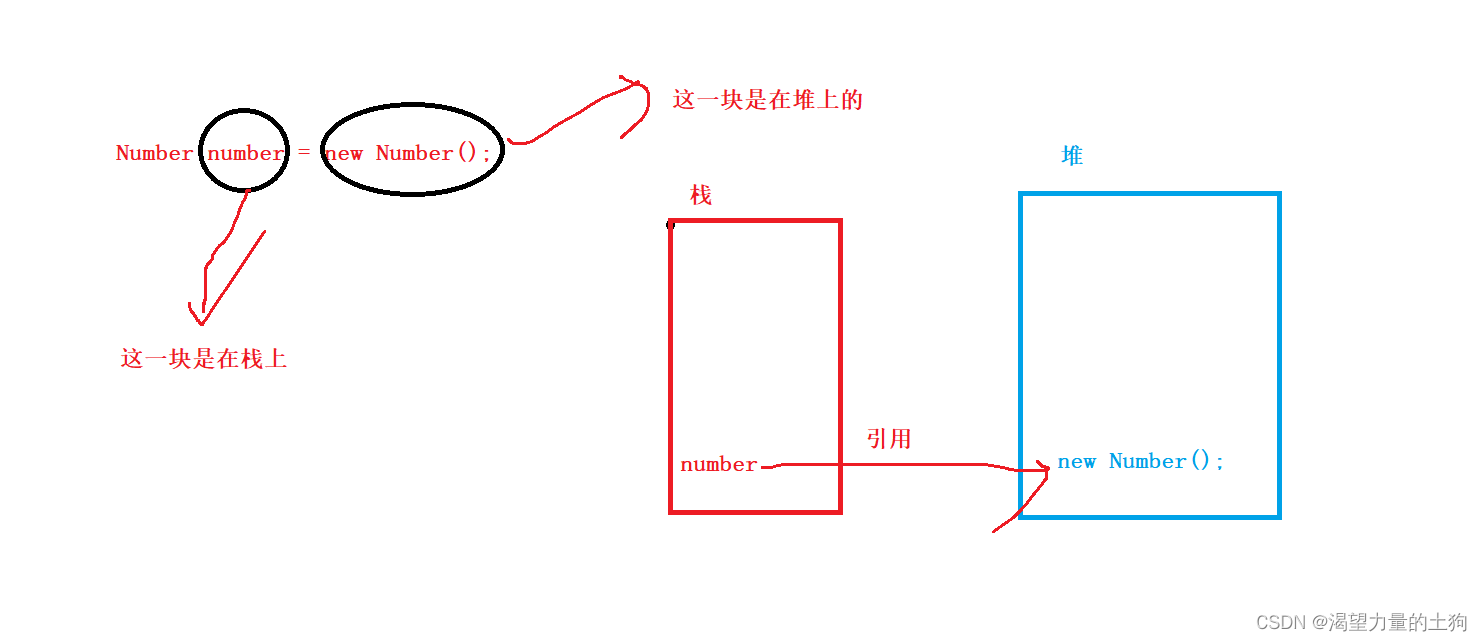 这一块是在堆上的
Number number = new Number();
堆
栈
这一块是在栈上
引用
number
new Number();
CSDN @渴望力量的土狗